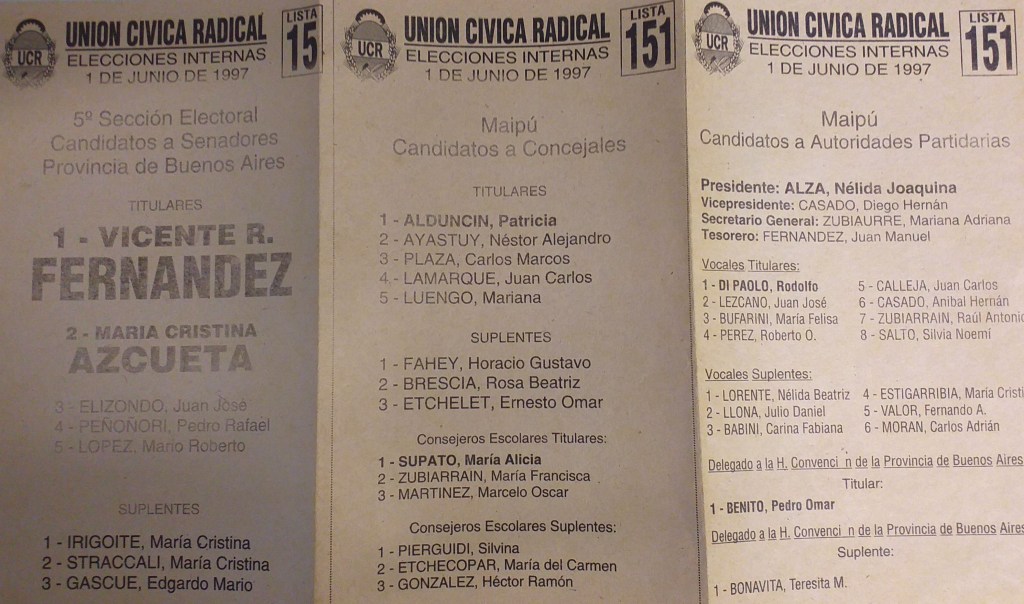 UCR
UNION CIVICA RADICAL
ELECCIONES INTERNAS
1 DE JUNIO DE 1997
LISTA
15
5º Sección Electoral
Candidatos a Senadores
Provincia de Buenos Aires
TITULARES
1 - VICENTE R.
FERNANDEZ
2 - MARIA CRISTINA
AZCUETA
3 - ELIZONDO, Juan José
4 - PEÑOÑORI, Pedro Rafael
5 - LOPEZ, Mario Roberto
SUPLENTES
1 - IRIGOITE, María Cristina
2 - STRACCALI, María Cristina
3 - GASCUE, Edgardo Mario
UCR
UNION CIVICA RADICAL
ELECCIONES INTERNAS
1 DE JUNIO DE 1997
LISTA
151
Maipú
Candidatos a Concejales
TITULARES
1 - ALDUNCIN, Patricia
2 - AYASTUY, Néstor Alejandro
3 - PLAZA, Carlos Marcos
4 - LAMARQUE, Juan Carlos
5 - LUENGO, Mariana
SUPLENTES
1 - FAHEY, Horacio Gustavo
2 - BRESCIA, Rosa Beatriz
3 - ETCHELET, Ernesto Omar
Consejeros Escolares Titulares:
1 - SUPATO, María Alicia
2 - ZUBIARRAIN, María Francisca
3 - MARTINEZ, Marcelo Oscar
Consejeros Escolares Suplentes:
1 - PIERGUIDI, Silvina
2 - ETCHECOPAR, María del Carmen
3 - GONZALEZ, Héctor Ramón
UCR
UNION CIVICA RADICAL
ELECCIONES INTERNAS
1 DE JUNIO DE 1997
LISTA
151
Maipú
Candidatos a Autoridades Partidarias
Presidente: ALZA, Nélida Joaquina
Vicepresidente: CASADO, Diego Hernán
Secretario General: ZUBIAURRE, Mariana Adriana
Tesorero: FERNANDEZ, Juan Manuel
Vocales Titulares:
1 - DI PAOLO, Rodolfo
2 - LEZCANO, Juan José
3 - BUFARINI, María Felisa
4 - PEREZ, Roberto O.
5 - CALLEJA, Juan Carlos
6 - CASADO, Anibal Hernán
7 - ZUBIARRAIN, Raúl Antonio
8 - SALTO, Silvia Noemí
Vocales Suplentes:
1 - LORENTE, Nélida Beatriz
2 - LLONA, Julio Daniel
3 - BABINI, Carina Fabiana
4 - ESTIGARRIBIA, María Cristi
5 - VALOR, Fernando A.
6 - MORAN, Carlos Adrián
Delegado a la H. Convenci n de la Provincia de Buenos Aires
Titular:
1 - BENITO, Pedro Omar
Delegado a la H. Convenci n de la Provincia de Buenos Aires
Suplente:
1 - BONAVITA, Teresita M.